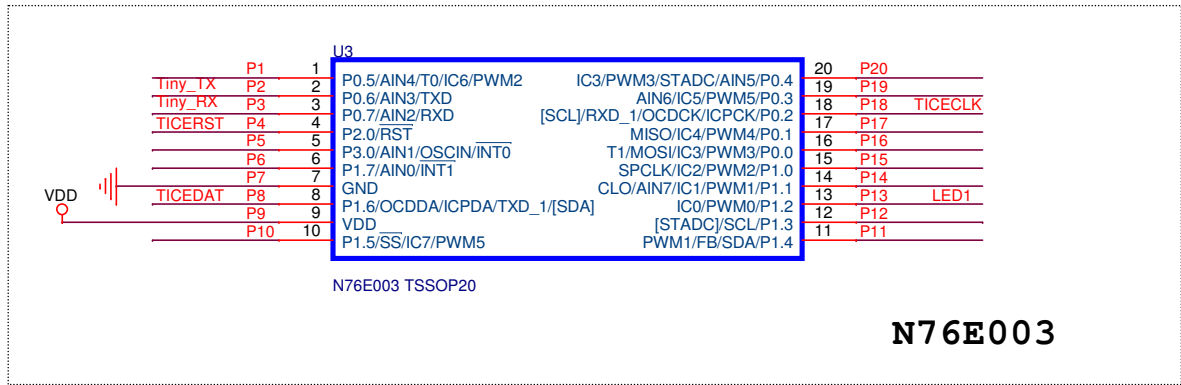 U3
P1 1 P0.5/AIN4/T0/IC6/PWM2 IC3/PWM3/STADC/AIN5/P0.4 20 P20
Tiny_TX P2 2 P0.6/AIN3/TXD AIN6/IC5/PWM5/P0.3 19 P19
Tiny_RX P3 3 P0.7/AIN2/RXD [SCL]/RXD_1/OCDCK/ICPCK/P0.2 18 P18 TICECLK
TICERST P4 4 P2.0/RST MISO/IC4/PWM4/P0.1 17 P17
P5 5 P3.0/AIN1/OSCIN/INT0 T1/MOSI/IC3/PWM3/P0.0 16 P16
P6 6 P1.7/AIN0/INT1 SPCLK/IC2/PWM2/P1.0 15 P15
P7 7 GND CLO/AIN7/IC1/PWM1/P1.1 14 P14
VDD TICEDAT P8 8 P1.6/OCDDA/ICPDA/TXD_1/[SDA] IC0/PWM0/P1.2 13 P13 LED1
P9 9 VDD [STADC]/SCL/P1.3 12 P12
P10 10 P1.5/SS/IC7/PWM5 PWM1/FB/SDA/P1.4 11 P11
N76E003 TSSOP20
N76E003